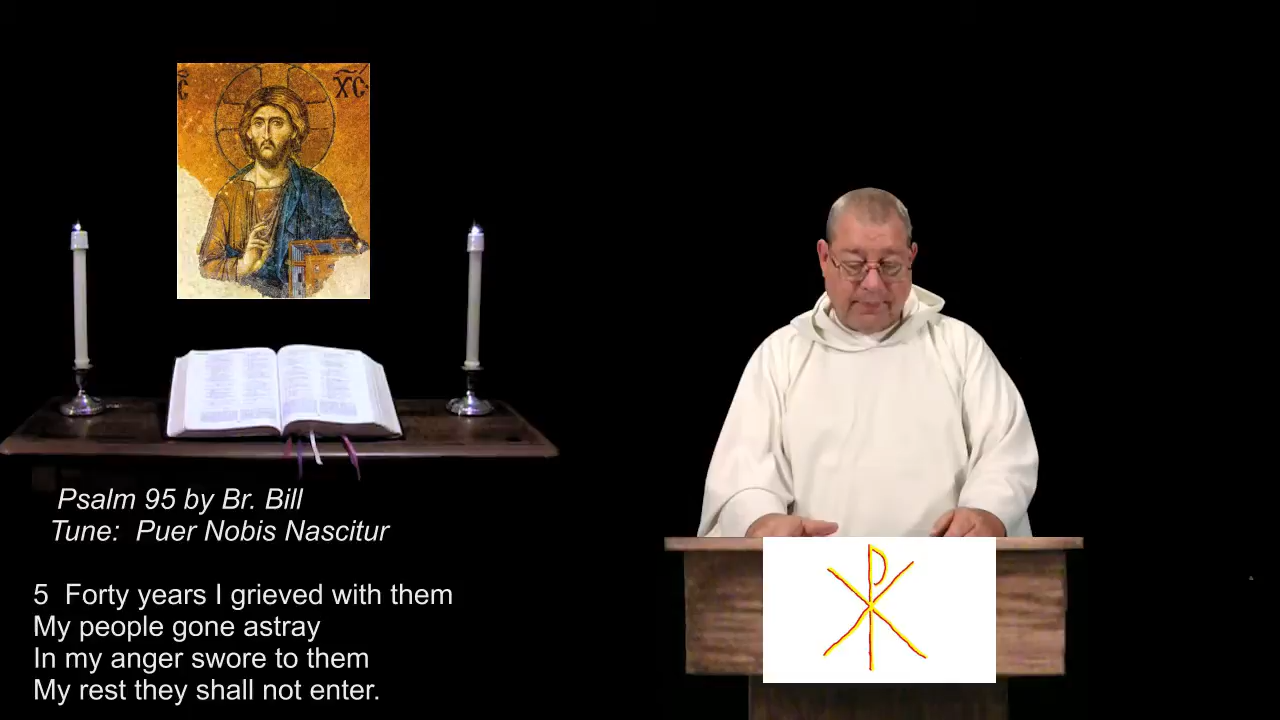 C XC
Psalm 95 by Br. Bill
Tune: Puer Nobis Nascitur
5 Forty years I grieved with them
My people gone astray
In my anger swore to them
My rest they shall not enter.